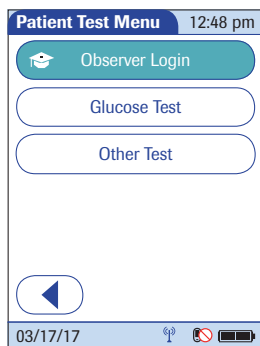 Patient Test Menu 12:48 pm
Observer Login
Glucose Test
Other Test
03/17/17